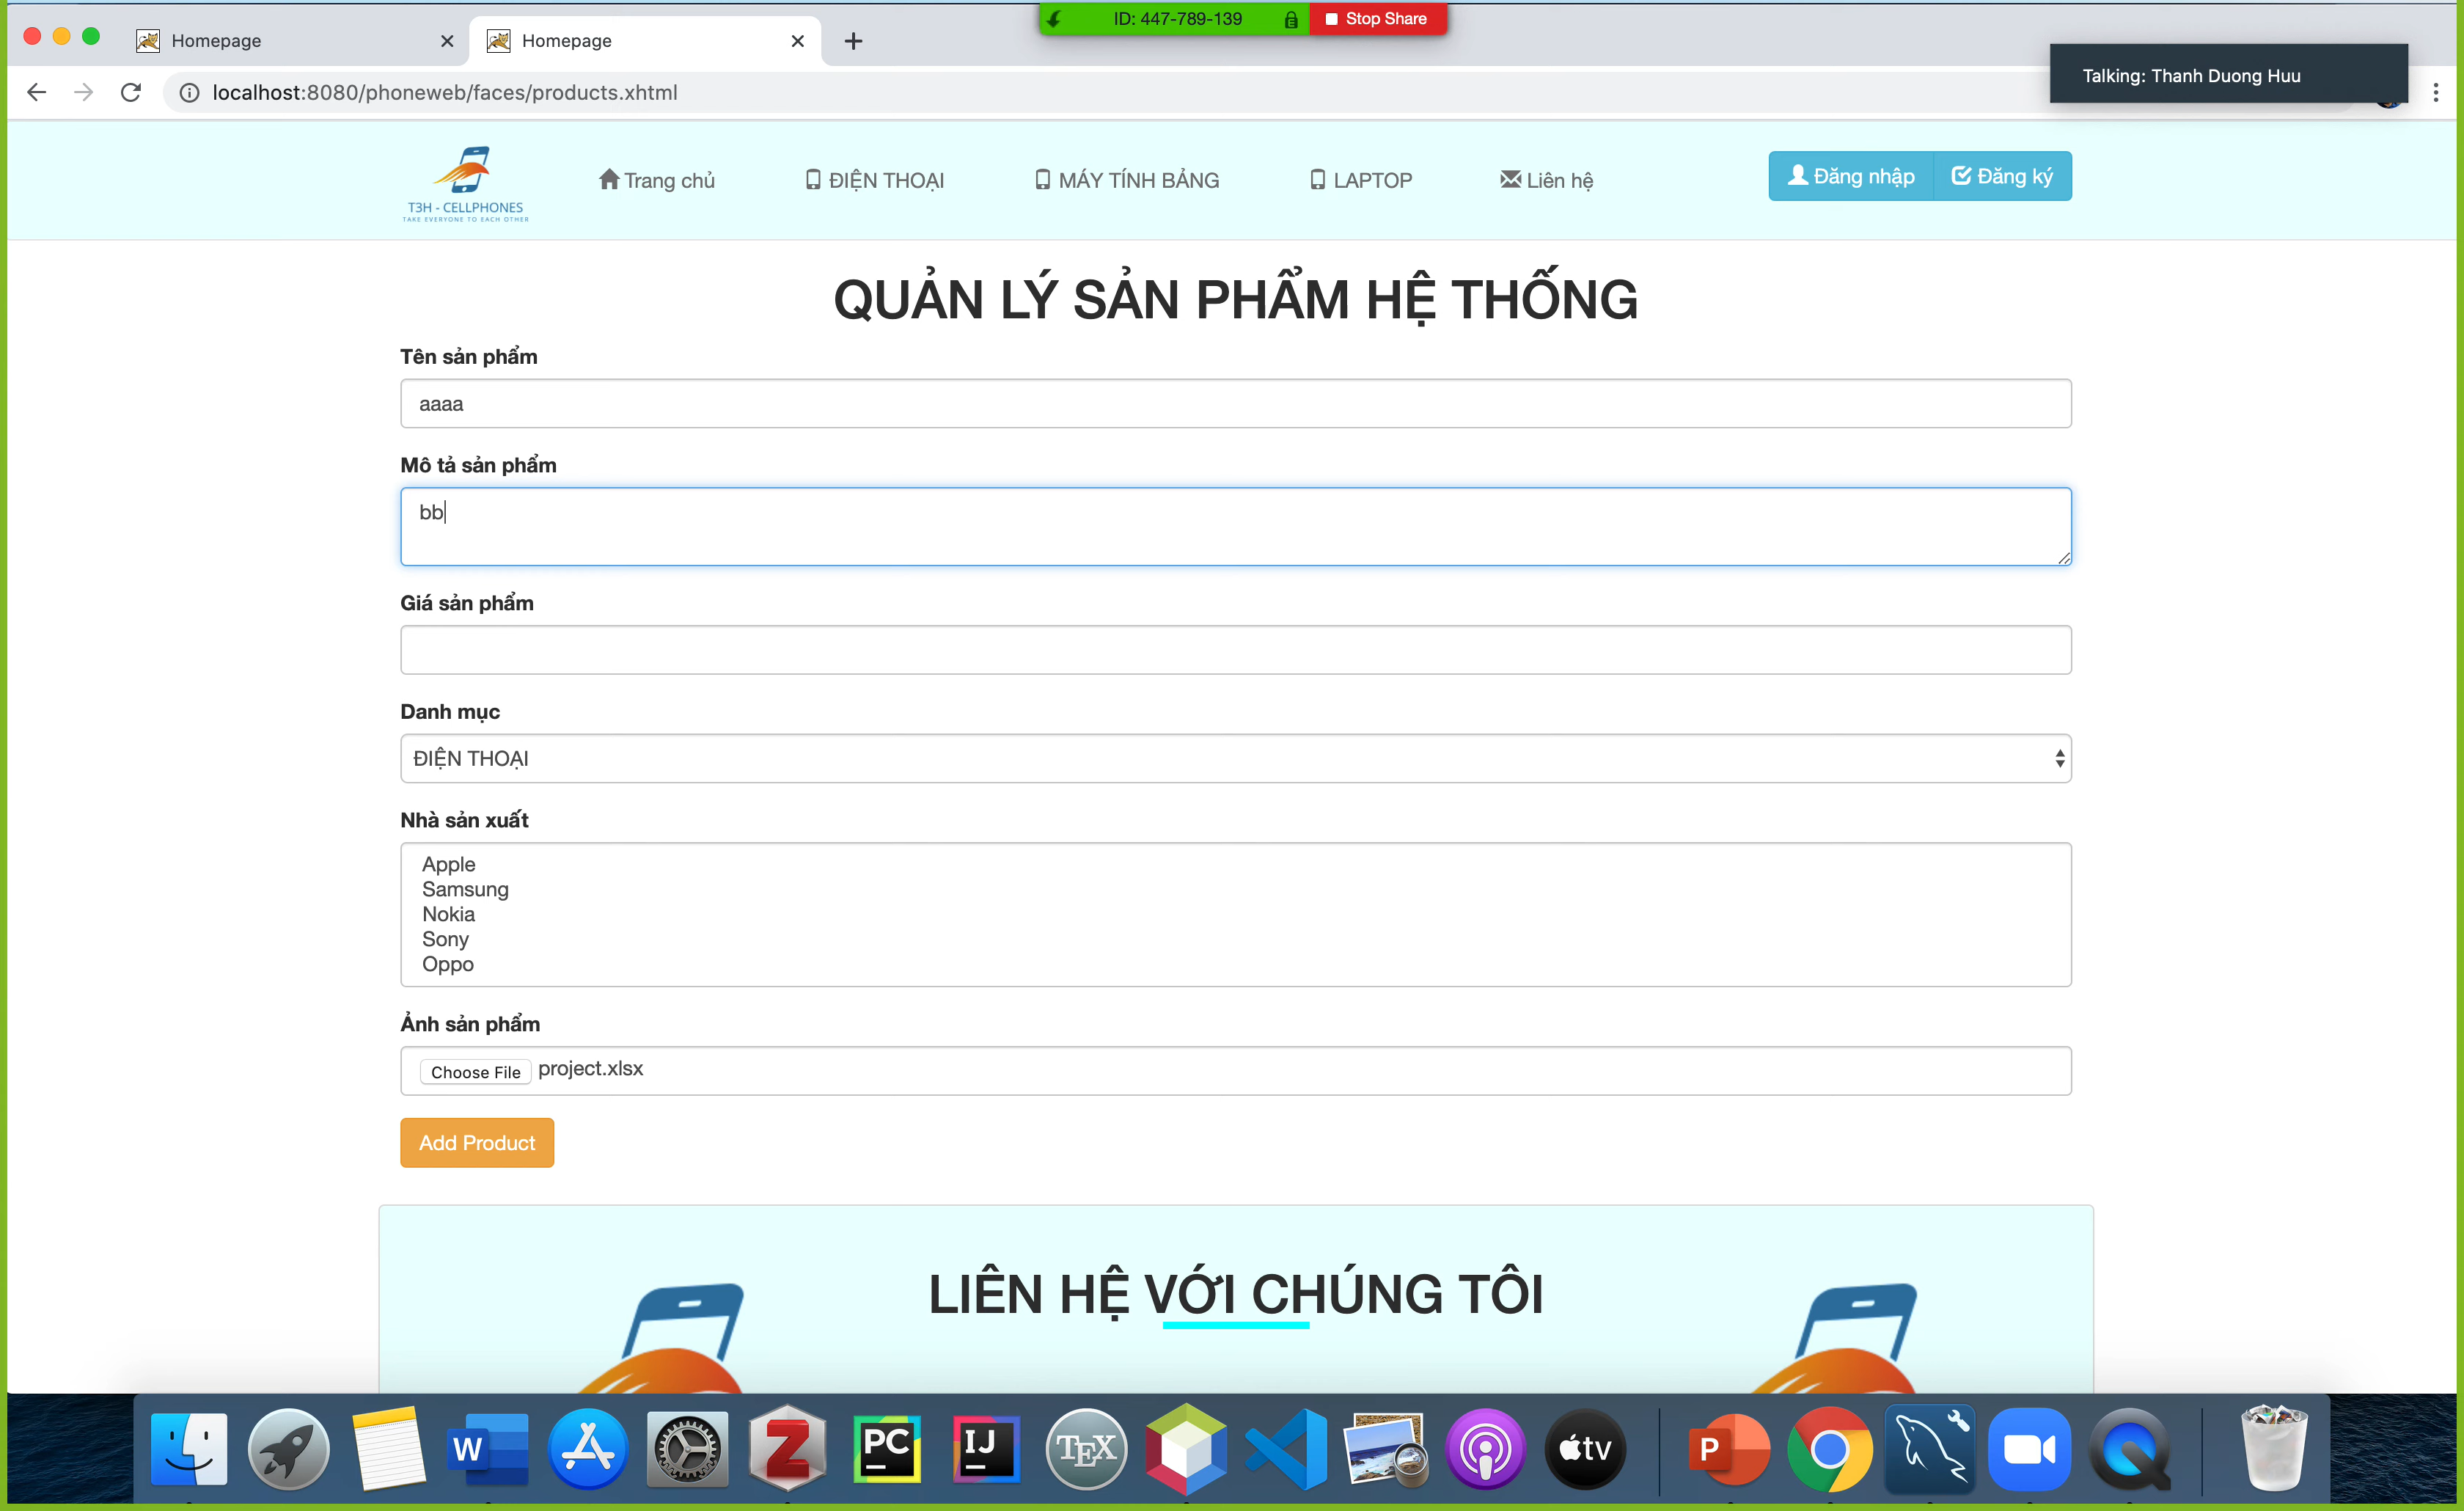 ID: 447-789-139 Stop Share
Homepage
Homepage
Talking: Thanh Duong Huu
localhost:8080/phoneweb/faces/products.xhtml
T3H - CELLPHONES
TAKE EVERYONE TO EACH OTHER
Trang chủ
ĐIỆN THOẠI
MÁY TÍNH BẢNG
LAPTOP
Liên hệ
Đăng nhập
Đăng ký
QUẢN LÝ SẢN PHẨM HỆ THỐNG
Tên sản phẩm
aaaa
Mô tả sản phẩm
bb
Giá sản phẩm
Danh mục
ĐIỆN THOẠI
Nhà sản xuất
Apple
Samsung
Nokia
Sony
Oppo
Ảnh sản phẩm
Choose File project.xlsx
Add Product
LIÊN HỆ VỚI CHÚNG TÔI
W
Z
PC
IJ
TEX
tv
P